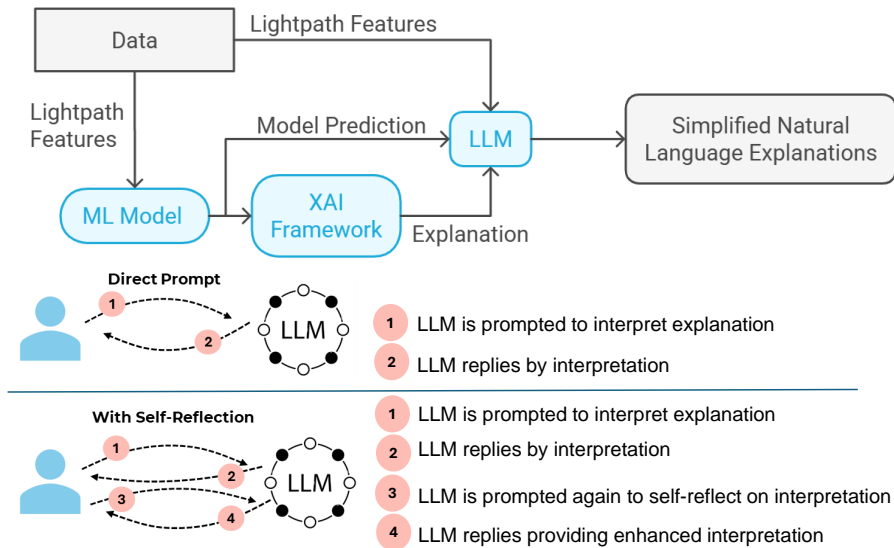 Data
Lightpath Features
Lightpath
Features
Model Prediction
LLM
Simplified Natural
Language Explanations
ML Model
XAI
Framework
Explanation
Direct Prompt
1
2
LLM
1 LLM is prompted to interpret explanation
2 LLM replies by interpretation
With Self-Reflection
1
2
3
4
LLM
1 LLM is prompted to interpret explanation
2 LLM replies by interpretation
3 LLM is prompted again to self-reflect on interpretation
4 LLM replies providing enhanced interpretation